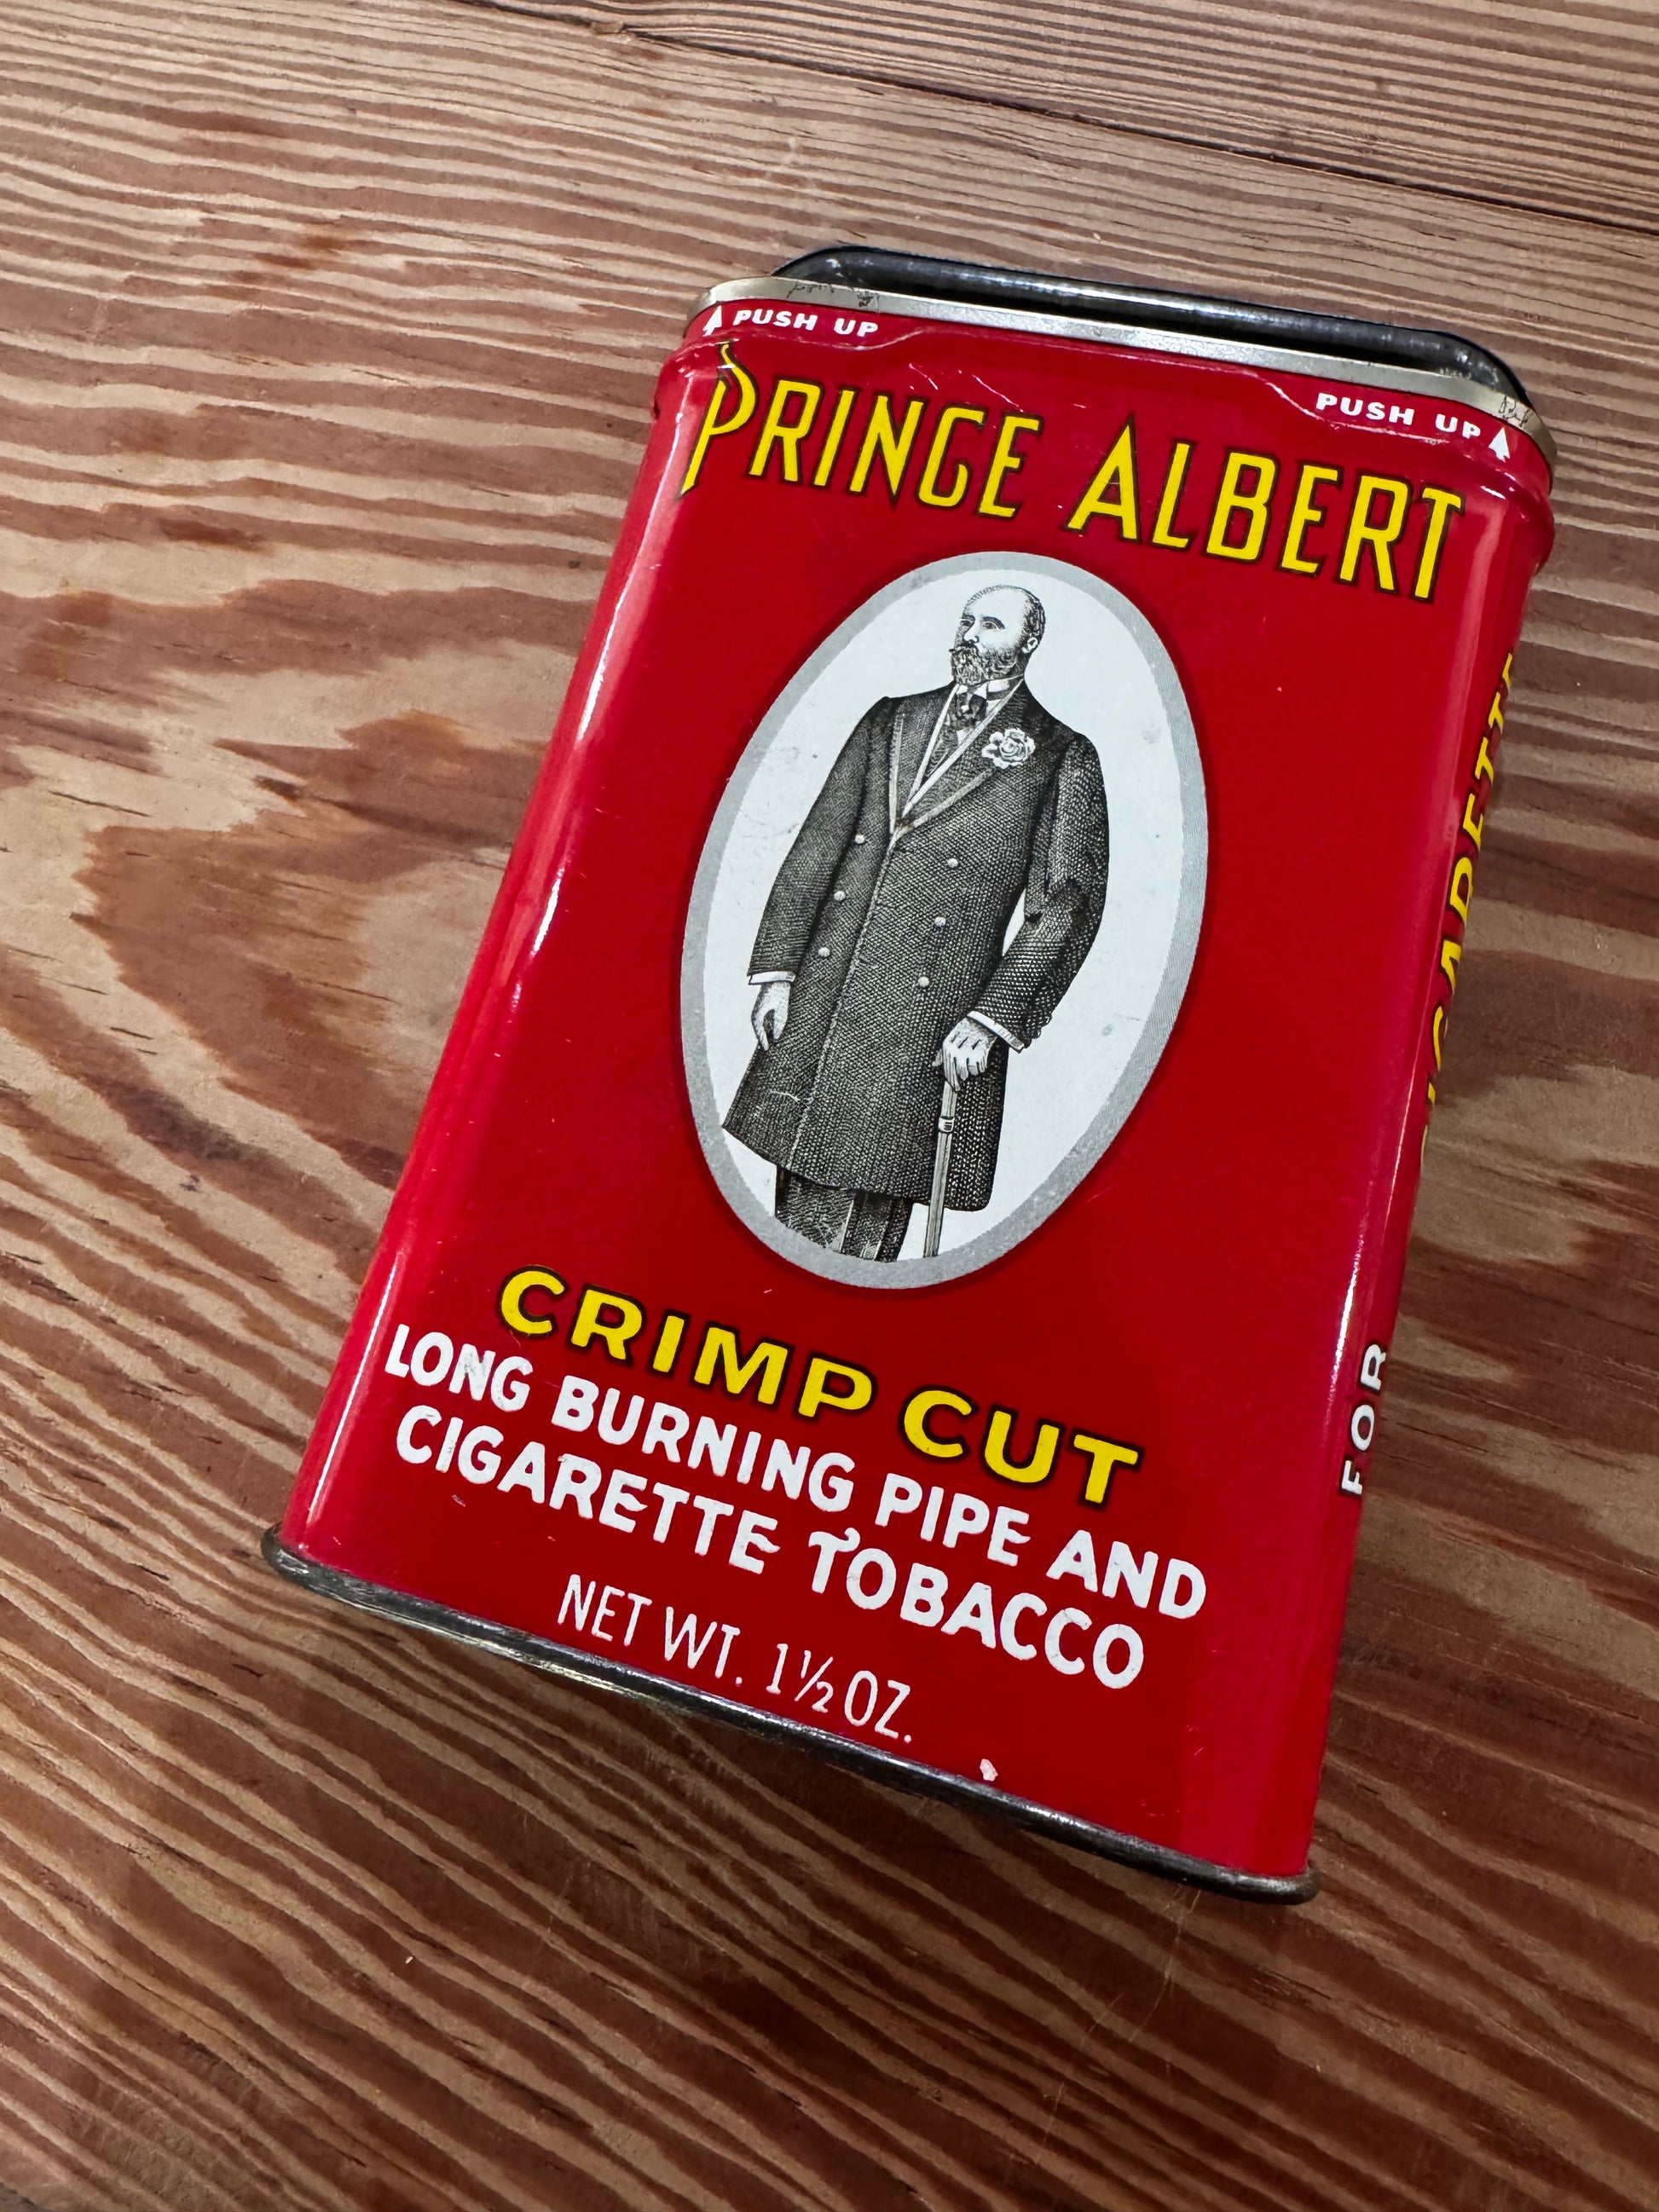 PUSH UP
PUSH UP
PRINCE ALBERT
CRIMP CUT
LONG BURNING PIPE AND
CIGARETTE TOBACCO
NET WT. 1½ OZ.
FOR
CIGARETTE